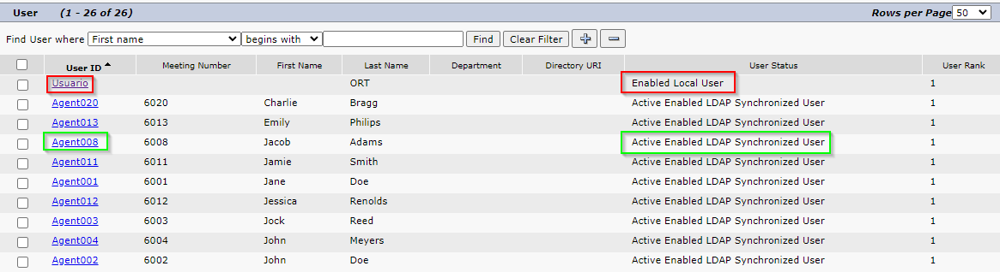 User (1 - 26 of 26) Rows per Page 50
Find User where First name begins with Find Clear Filter + −
User ID Meeting Number First Name Last Name Department Directory URI User Status User Rank
Usuario ORT Enabled Local User 1
Agent020 6020 Charlie Bragg Active Enabled LDAP Synchronized User 1
Agent013 6013 Emily Philips Active Enabled LDAP Synchronized User 1
Agent008 6008 Jacob Adams Active Enabled LDAP Synchronized User 1
Agent011 6011 Jamie Smith Active Enabled LDAP Synchronized User 1
Agent001 6001 Jane Doe Active Enabled LDAP Synchronized User 1
Agent012 6012 Jessica Renolds Active Enabled LDAP Synchronized User 1
Agent003 6003 Jock Reed Active Enabled LDAP Synchronized User 1
Agent004 6004 John Meyers Active Enabled LDAP Synchronized User 1
Agent002 6002 John Doe Active Enabled LDAP Synchronized User 1